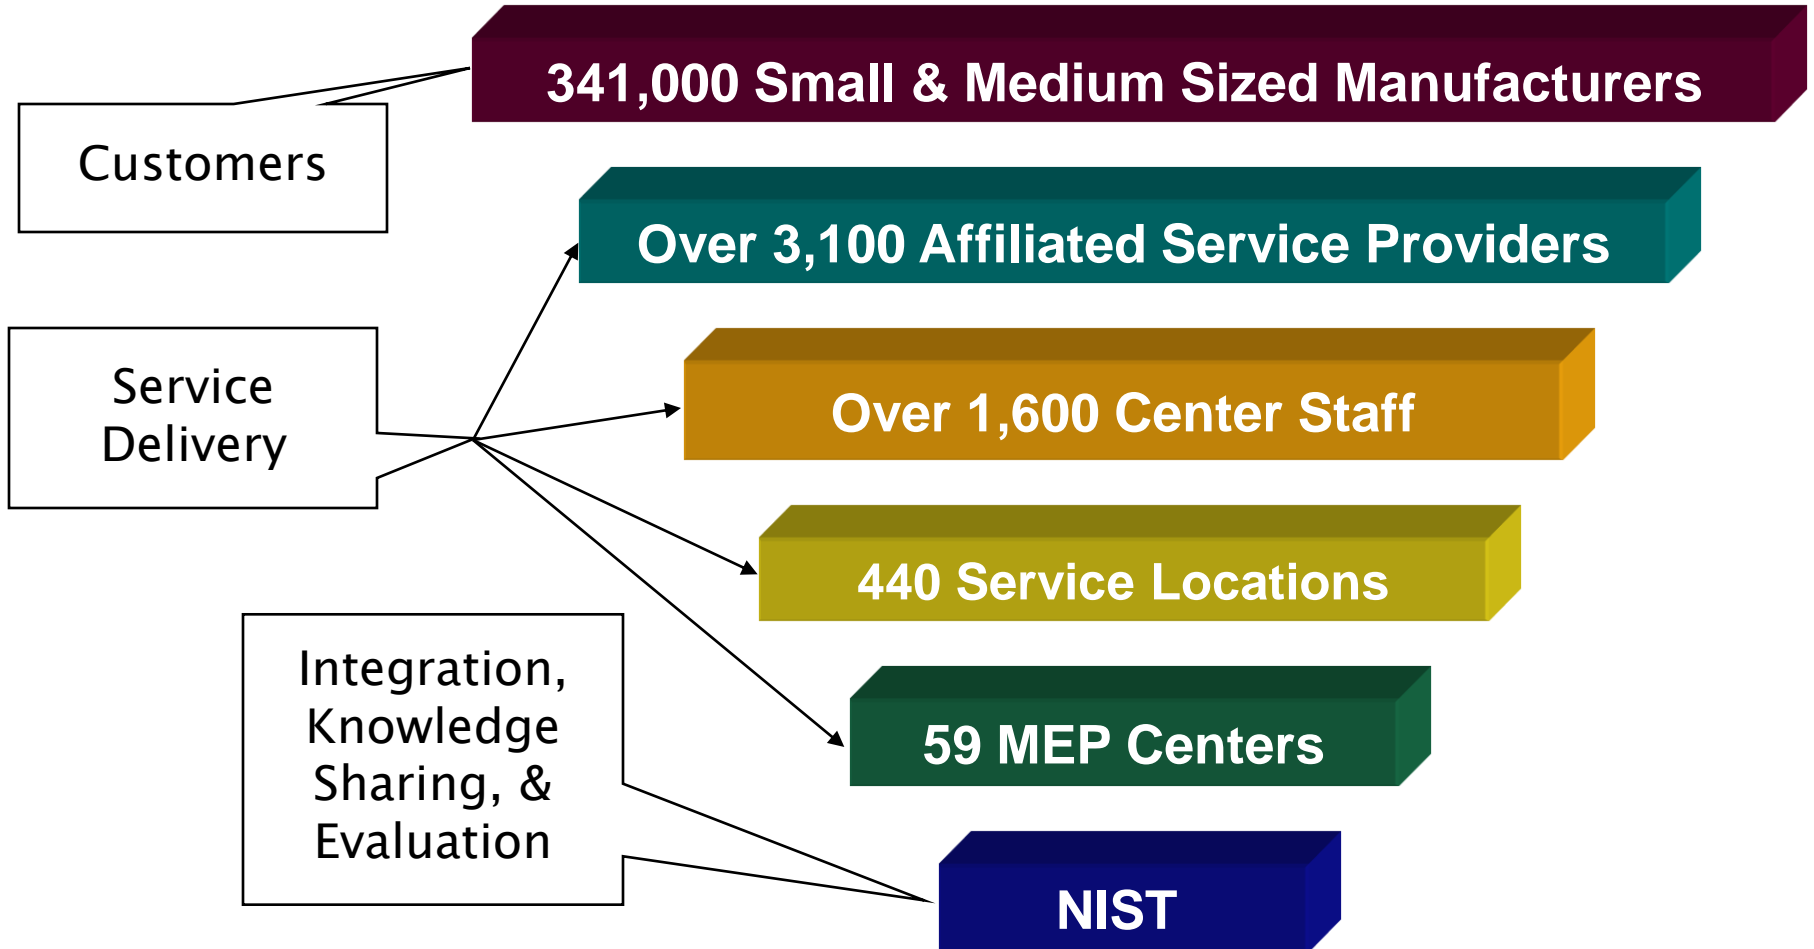 341,000 Small & Medium Sized Manufacturers
Customers
Over 3,100 Affiliated Service Providers
Service
Delivery
Over 1,600 Center Staff
440 Service Locations
Integration,
Knowledge
Sharing, &
Evaluation
59 MEP Centers
NIST